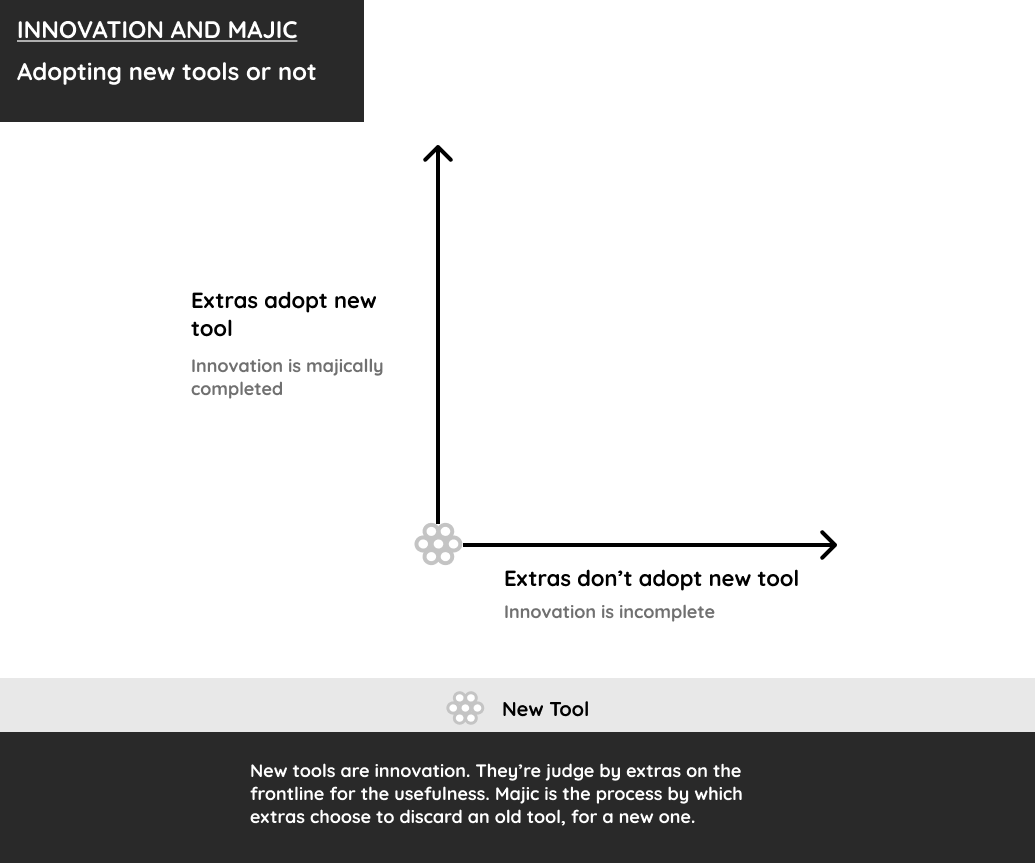 INNOVATION AND MAJIC
Adopting new tools or not
Extras adopt new
tool
Innovation is majically
completed
Extras don’t adopt new tool
Innovation is incomplete
New Tool
New tools are innovation. They’re judge by extras on the
frontline for the usefulness. Majic is the process by which
extras choose to discard an old tool, for a new one.